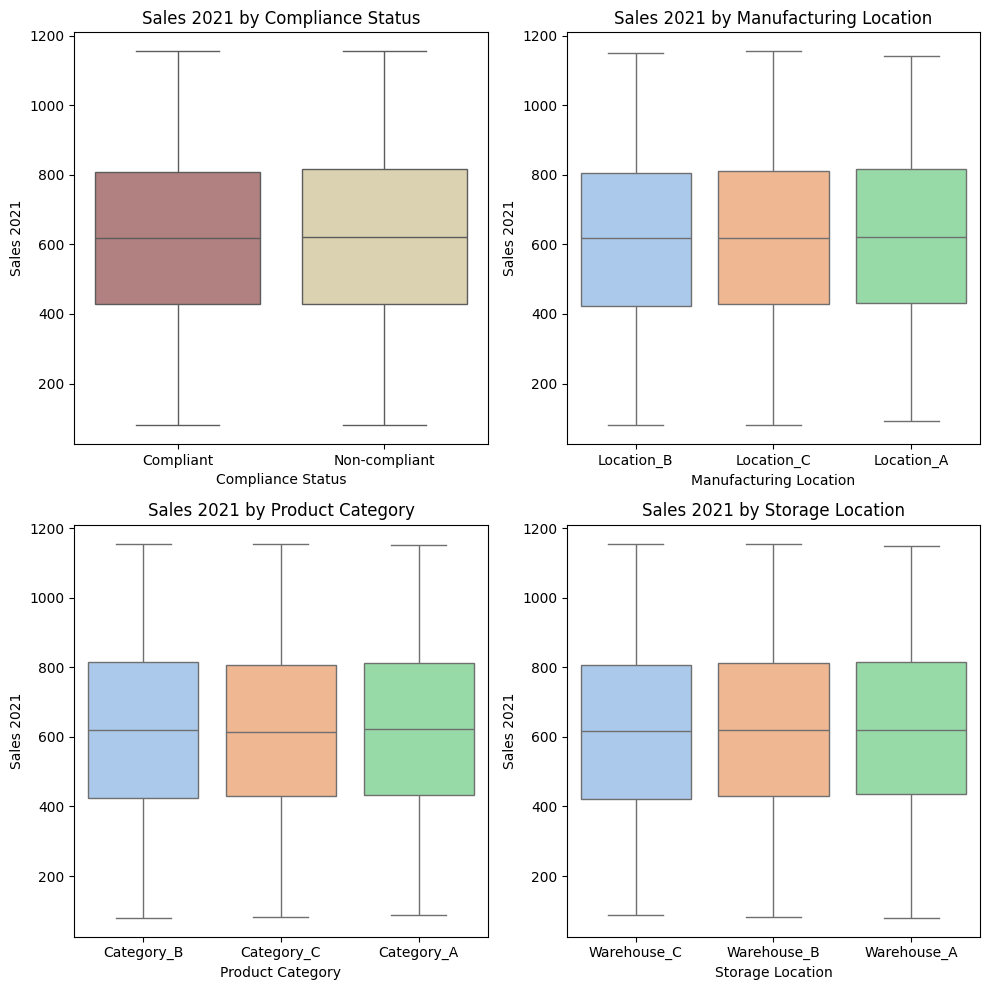 Sales 2021 by Compliance Status
1200
1000
800
600
400
200
Sales 2021
Compliant
Non-compliant
Compliance Status
Sales 2021 by Manufacturing Location
1200
1000
800
600
400
200
Sales 2021
Location_B
Location_C
Location_A
Manufacturing Location
Sales 2021 by Product Category
1200
1000
800
600
400
200
Sales 2021
Category_B
Category_C
Category_A
Product Category
Sales 2021 by Storage Location
1200
1000
800
600
400
200
Sales 2021
Warehouse_C
Warehouse_B
Warehouse_A
Storage Location